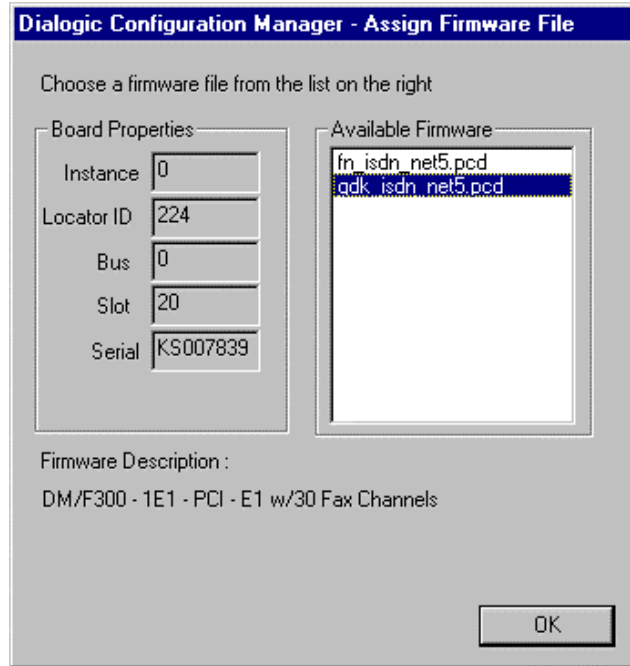 Dialogic Configuration Manager - Assign Firmware File
Choose a firmware file from the list on the right
Board Properties
Instance 0
Locator ID 224
Bus 0
Slot 20
Serial KS007839
Available Firmware
fn_isdn_net5.pcd
gdk_isdn_net5.pcd
Firmware Description :
DM/F300 - 1E1 - PCI - E1 w/30 Fax Channels
OK